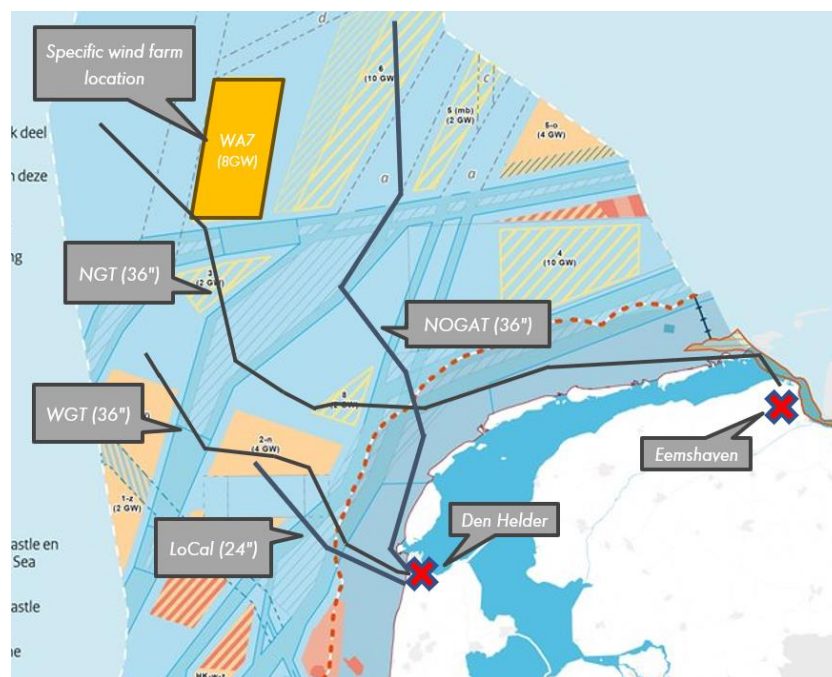 Specific wind farm
location
k deel
n deze
ng
d
6
(10 GW)
c
5 (mb)
(2 GW)
6-o
(4 GW)
WA7
(8GW)
a
a
NGT (36")
3
(2 GW)
4
(10 GW)
NOGAT (36")
WGT (36")
8
2-n
(4 GW)
Eemshaven
1-z
(2 GW)
LoCal (24")
Den Helder
astle en
Sea
astle
ne